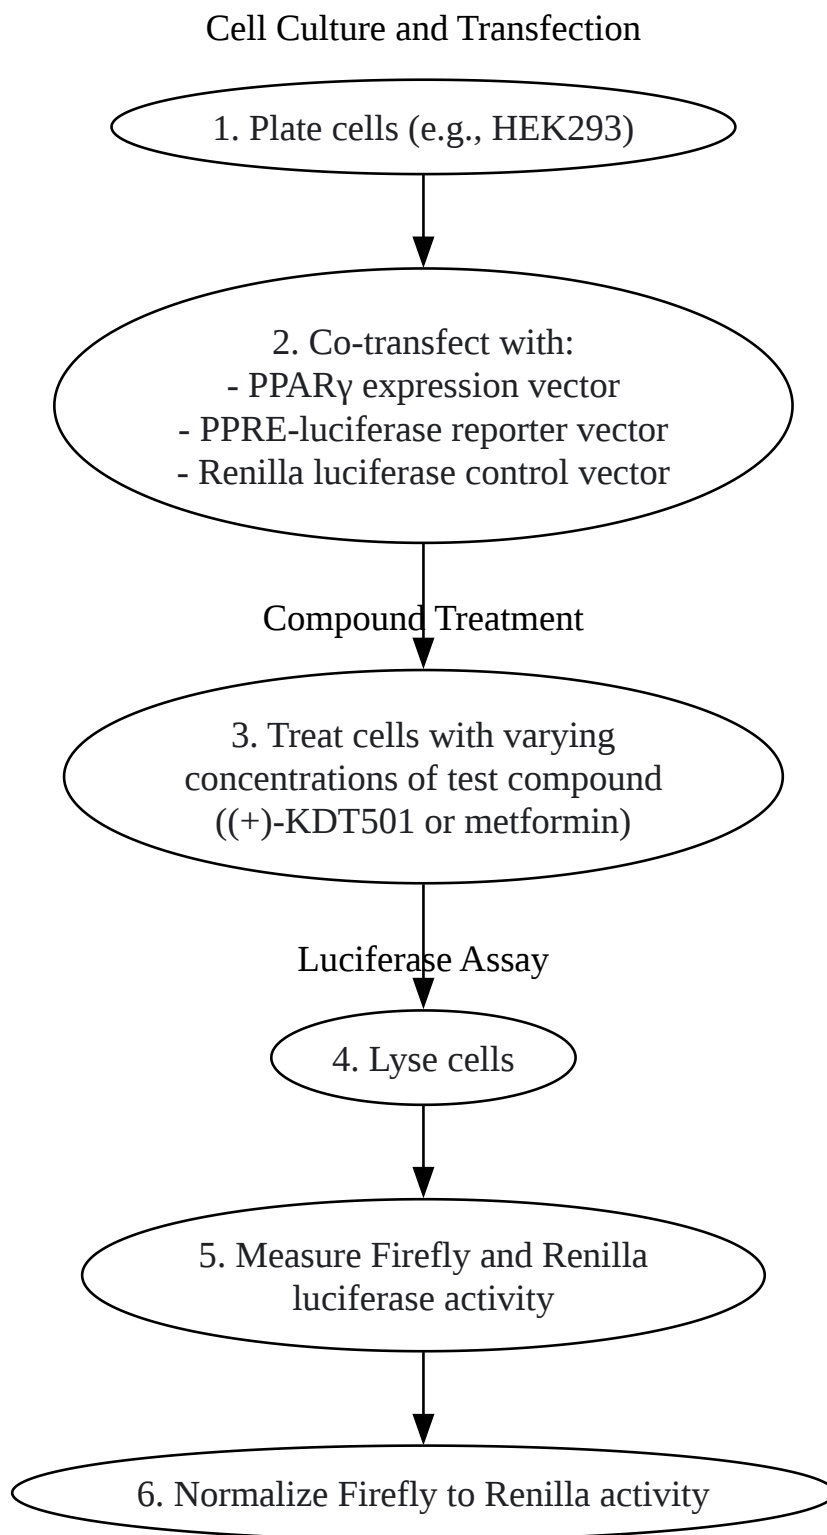 Cell Culture and Transfection
1. Plate cells (e.g., HEK293)
2. Co-transfect with:
- PPARγ expression vector
- PPRE-luciferase reporter vector
- Renilla luciferase control vector
Compound Treatment
3. Treat cells with varying
concentrations of test compound
((+)-KDT501 or metformin)
Luciferase Assay
4. Lyse cells
5. Measure Firefly and Renilla
luciferase activity
6. Normalize Firefly to Renilla activity